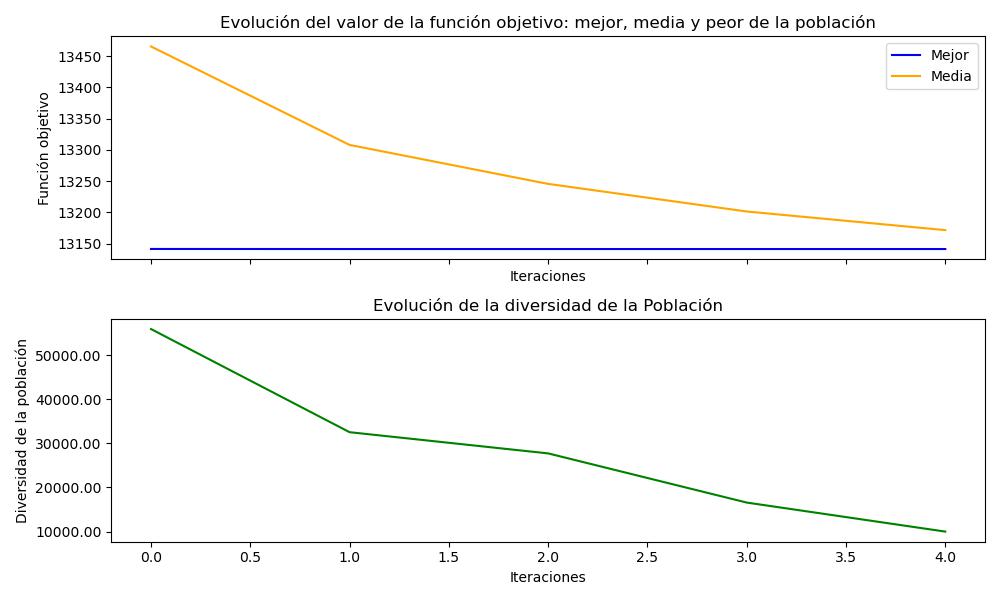 Evolución del valor de la función objetivo: mejor, media y peor de la población
Función objetivo
13450
13400
13350
13300
13250
13200
13150
Mejor
Media
Iteraciones
Evolución de la diversidad de la Población
Diversidad de la población
50000.00
40000.00
30000.00
20000.00
10000.00
0.0 0.5 1.0 1.5 2.0 2.5 3.0 3.5 4.0
Iteraciones